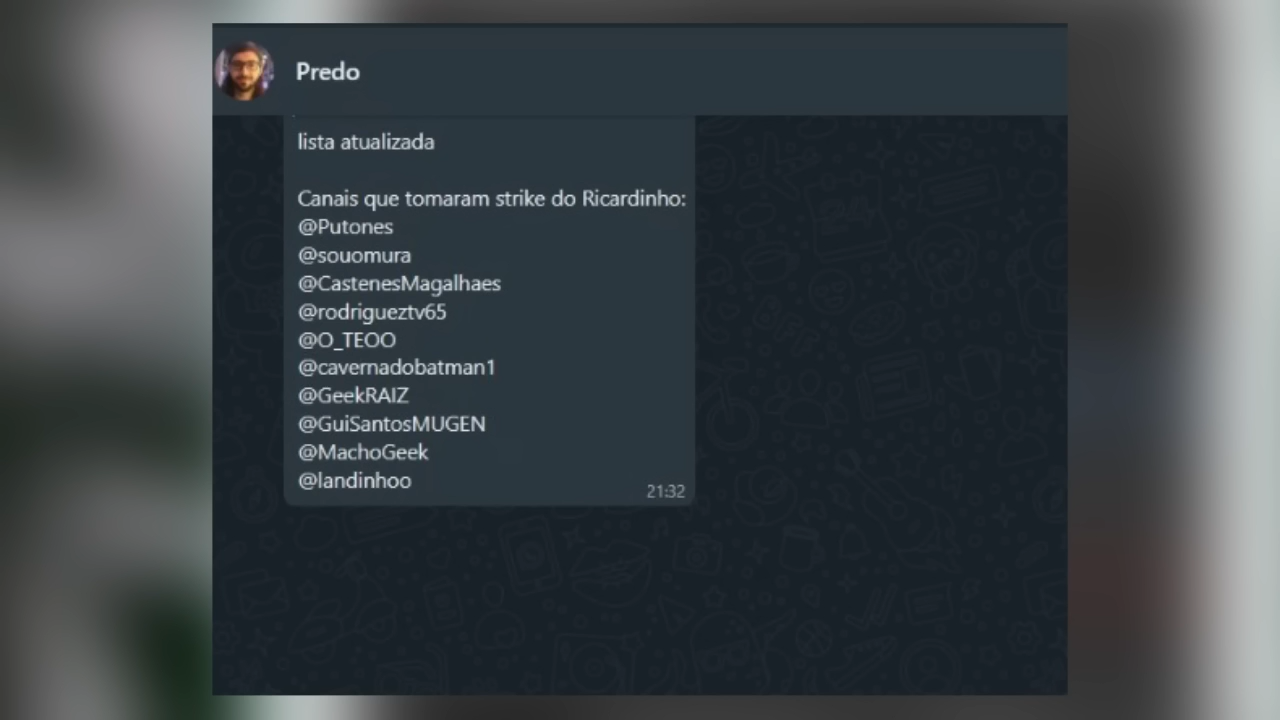 Predo
lista atualizada
Canais que tomaram strike do Ricardinho:
@Putones
@souomura
@CastenesMagalhaes
@rodrigueztv65
@O_TEOO
@cavernadobatman1
@GeekRAIZ
@GuiSantosMUGEN
@MachoGeek
@landinhoo
21:32